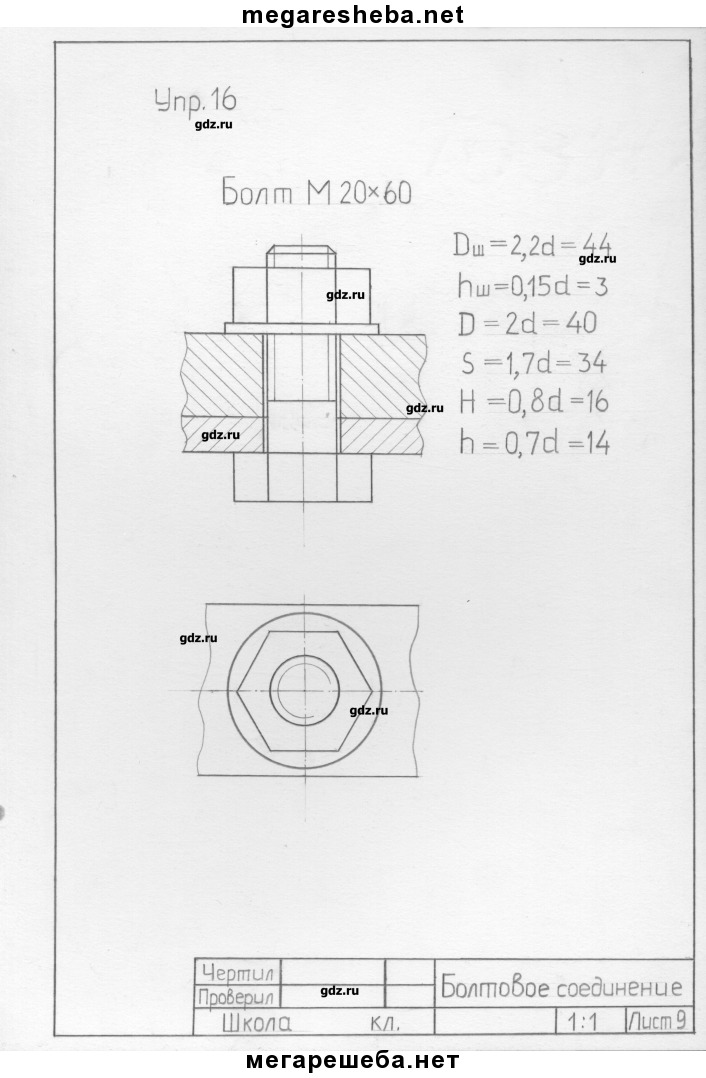 megaresheba.net
Упр.16
gdz.ru
Болт М 20×60
Dш = 2,2d = 44
gdz.ru
hш = 0,15d = 3
gdz.ru
D = 2d = 40
S = 1,7d = 34
H = 0,8d = 16
gdz.ru
h = 0,7d = 14
gdz.ru
gdz.ru
gdz.ru
Чертил
Проверил
gdz.ru
Болтовое соединение
Школа кл.
1:1
Лист 9
мегарешеба.нет